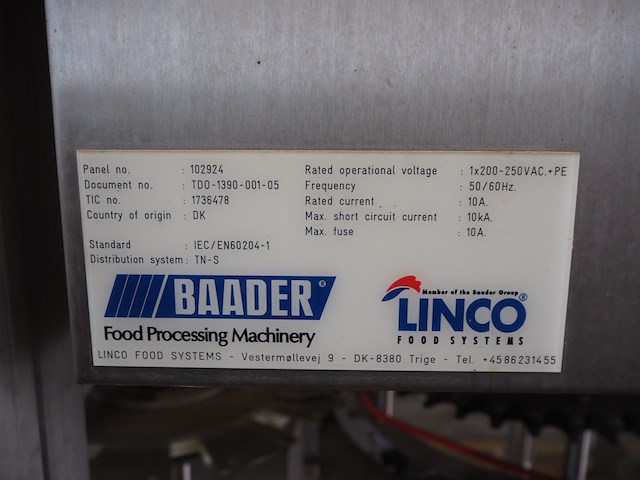 Panel no. : 102924
Document no. : TDO-1390-001-05
TIC no. : 1736478
Country of origin : DK
Standard : IEC/EN60204-1
Distribution system : TN-S
Rated operational voltage : 1x200-250VAC.+PE
Frequency : 50/60Hz.
Rated current : 10A.
Max. short circuit current : 10kA.
Max. fuse : 10A.
BAADER®
Food Processing Machinery
Member of the Baader Group
LINCO®
FOOD SYSTEMS
LINCO FOOD SYSTEMS - Vestermøllevej 9 - DK-8380 Trige - Tel. +4586231455